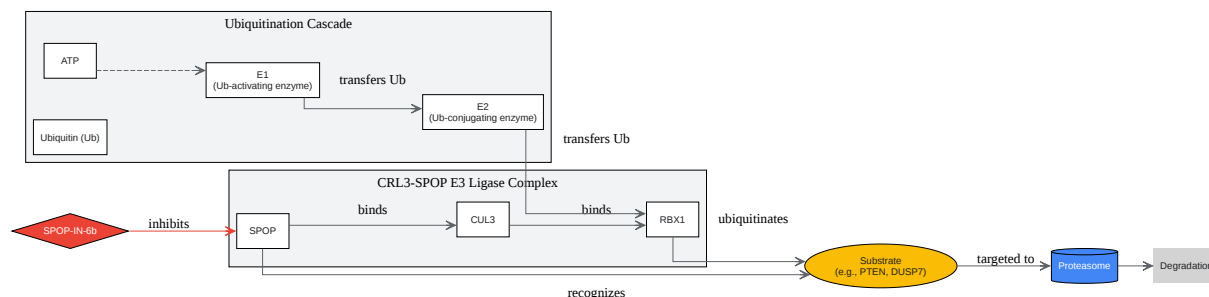 Ubiquitination Cascade
ATP
E1
(Ub-activating enzyme)
transfers Ub
E2
(Ub-conjugating enzyme)
Ubiquitin (Ub)
transfers Ub
CRL3-SPOP E3 Ligase Complex
SPOP-IN-6b
inhibits
SPOP
binds
CUL3
binds
RBX1
ubiquitinates
Substrate
(e.g., PTEN, DUSP7)
targeted to
Proteasome
Degradation
recognizes